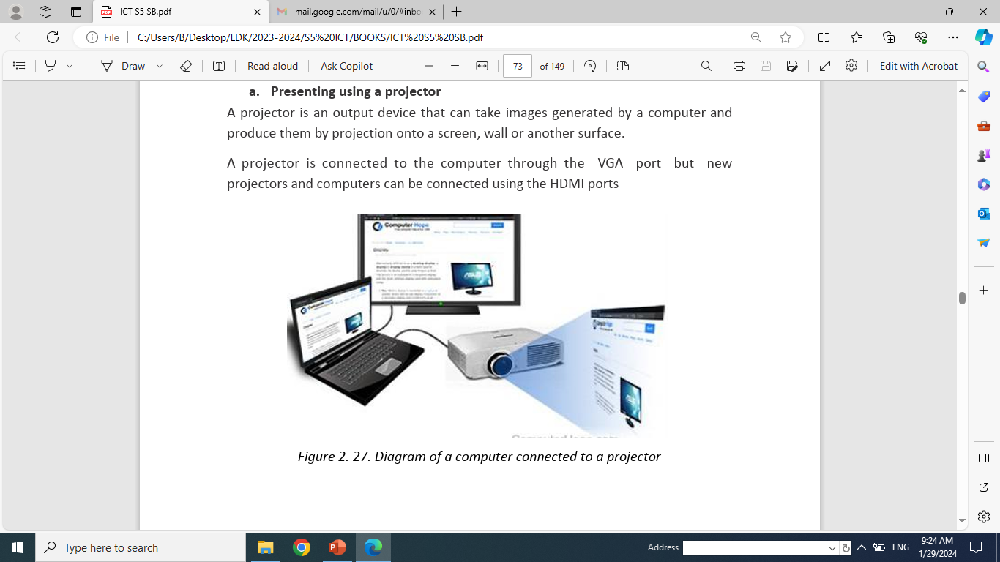 ICT S5 SB.pdf
mail.google.com/mail/u/0/#inbo
File
C:/Users/B/Desktop/LDK/2023-2024/S5%20ICT/BOOKS/ICT%20S5%20SB.pdf
Draw
Read aloud
Ask Copilot
73
of 149
Edit with Acrobat
a. Presenting using a projector
A projector is an output device that can take images generated by a computer and
produce them by projection onto a screen, wall or another surface.
A projector is connected to the computer through the VGA port but new
projectors and computers can be connected using the HDMI ports
Computer Hope
Display
ASUS
Computer Hope
Figure 2. 27. Diagram of a computer connected to a projector
Type here to search
Address
ENG
9:24 AM
1/29/2024